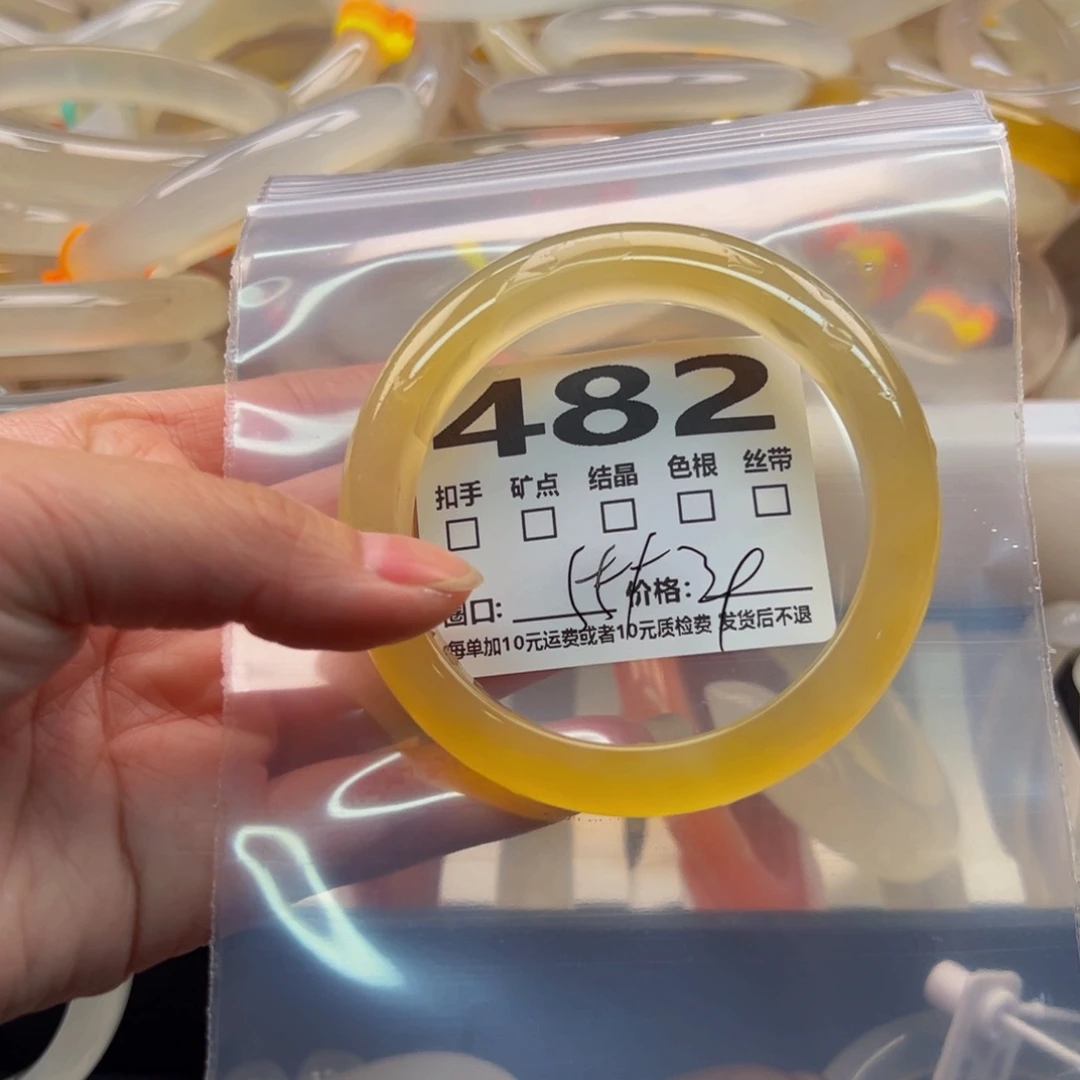 482
扣手 矿点 结晶 色根 丝带
圈口: 价格:
每单加10元运费或者10元质检费 发货后不退